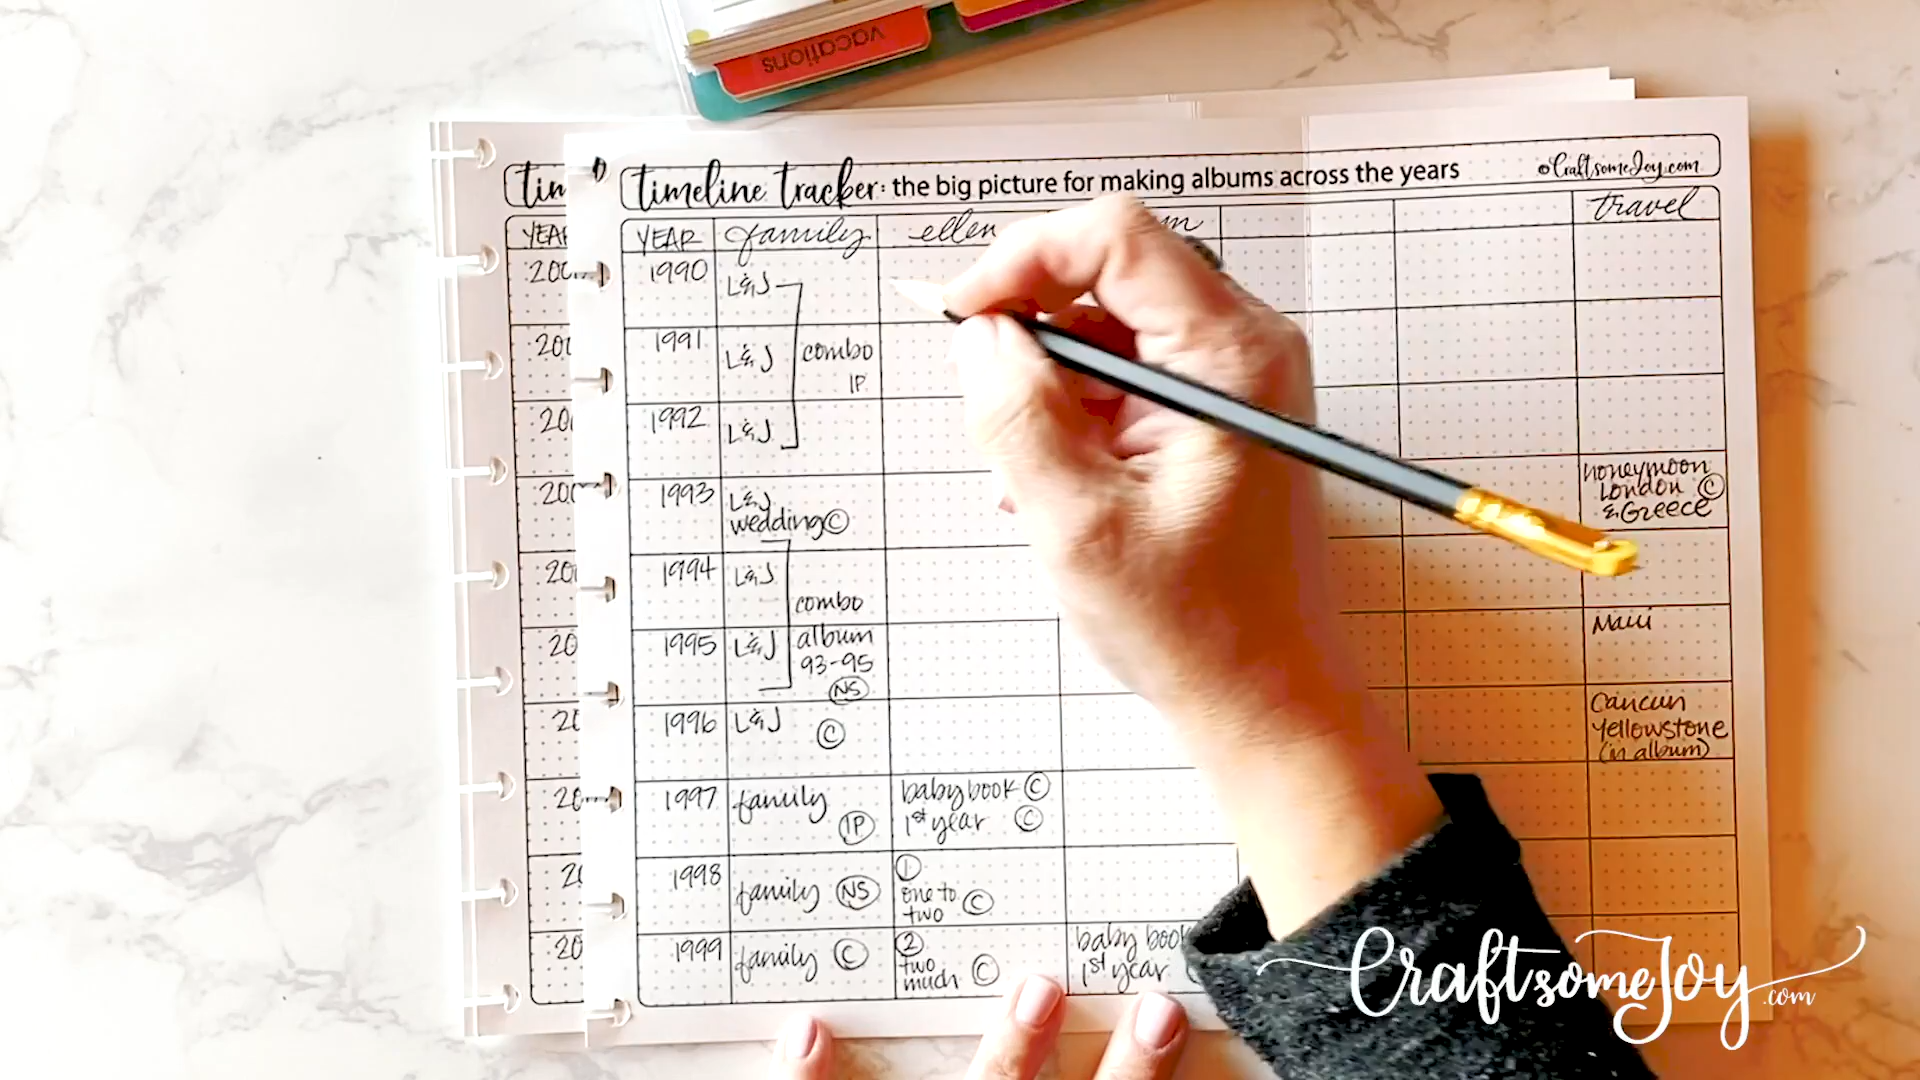 vacations
timeline tracker: the big picture for making albums across the years ©CraftsomeJoy.com
YEAR family ellen travel
1990 L&J
1991 L&J combo
IP
1992 L&J
1993 L&J
wedding ©
honeymoon
London ©
& Greece
1994 L&J
combo
1995 L&J album
93-95
NS
Maui
1996 L&J ©
Cancun
Yellowstone
(in album)
1997 family IP
baby book ©
1st year ©
1998 family NS
1
one to
two ©
1999 family ©
2
two
much ©
baby book
1st year
CraftsomeJoy.com